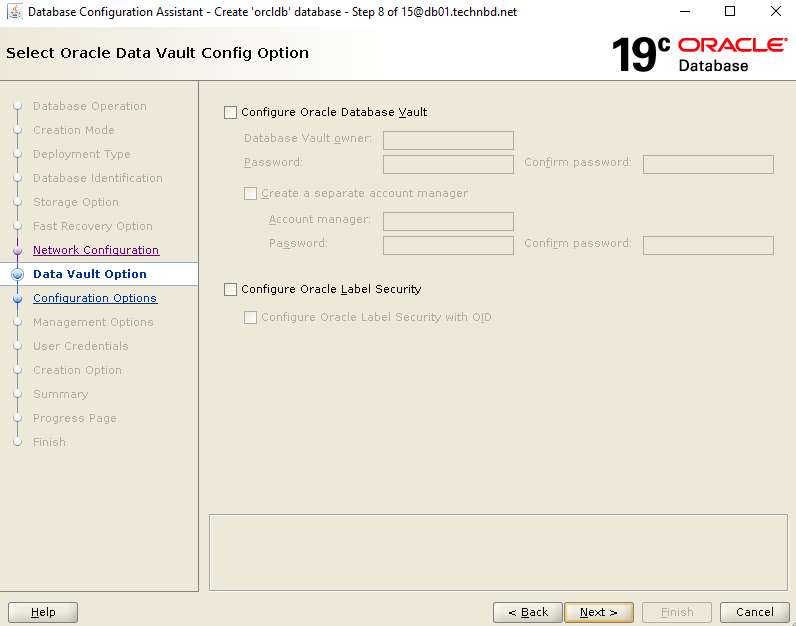 Database Configuration Assistant - Create 'orcldb' database - Step 8 of 15@db01.technbd.net
Select Oracle Data Vault Config Option
19c ORACLE
Database
Database Operation
Creation Mode
Deployment Type
Database Identification
Storage Option
Fast Recovery Option
Network Configuration
Data Vault Option
Configuration Options
Management Options
User Credentials
Creation Option
Summary
Progress Page
Finish
Configure Oracle Database Vault
Database Vault owner:
Password: Confirm password:
Create a separate account manager
Account manager:
Password: Confirm password:
Configure Oracle Label Security
Configure Oracle Label Security with OID
Help < Back Next > Finish Cancel